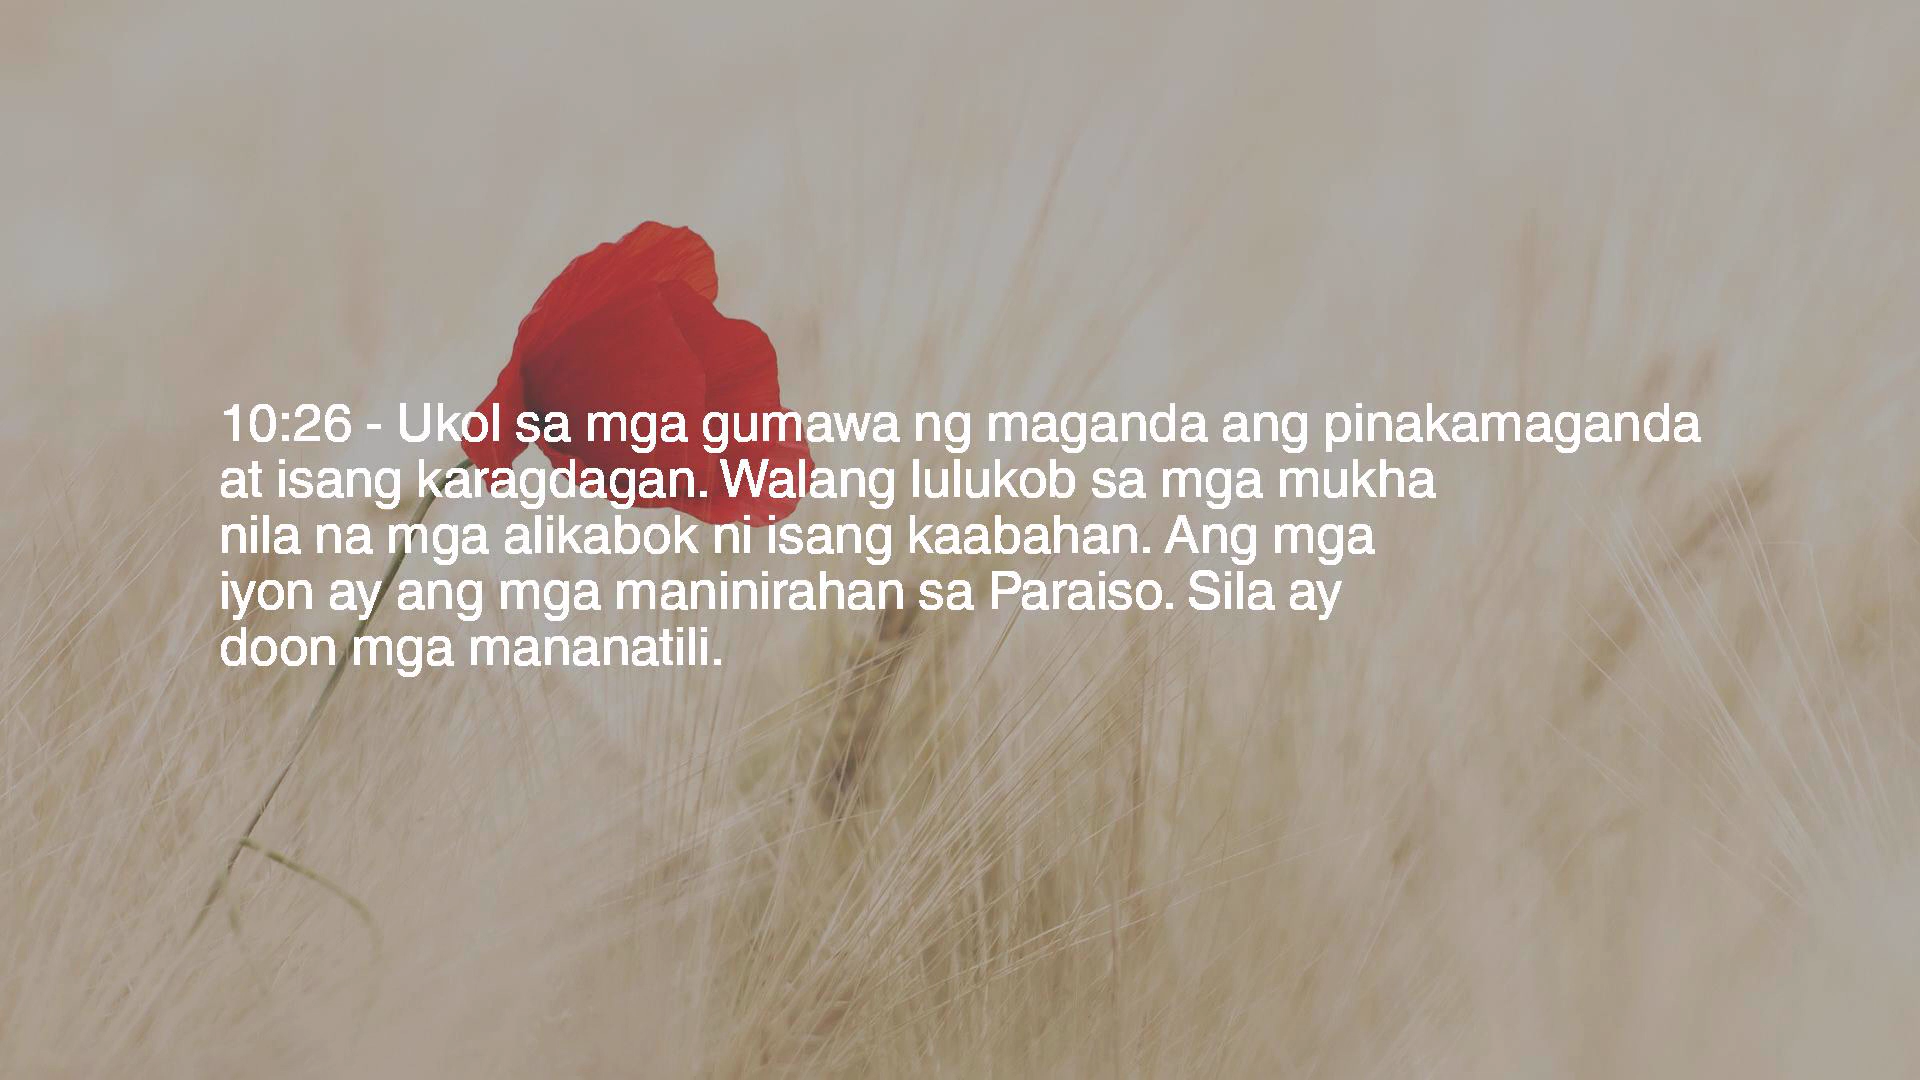 10:26 - Ukol sa mga gumawa ng maganda ang pinakamaganda
at isang karagdagan. Walang lulukob sa mga mukha
nila na mga alikabok ni isang kaabahan. Ang mga
iyon ay ang mga maninirahan sa Paraiso. Sila ay
doon mga mananatili.